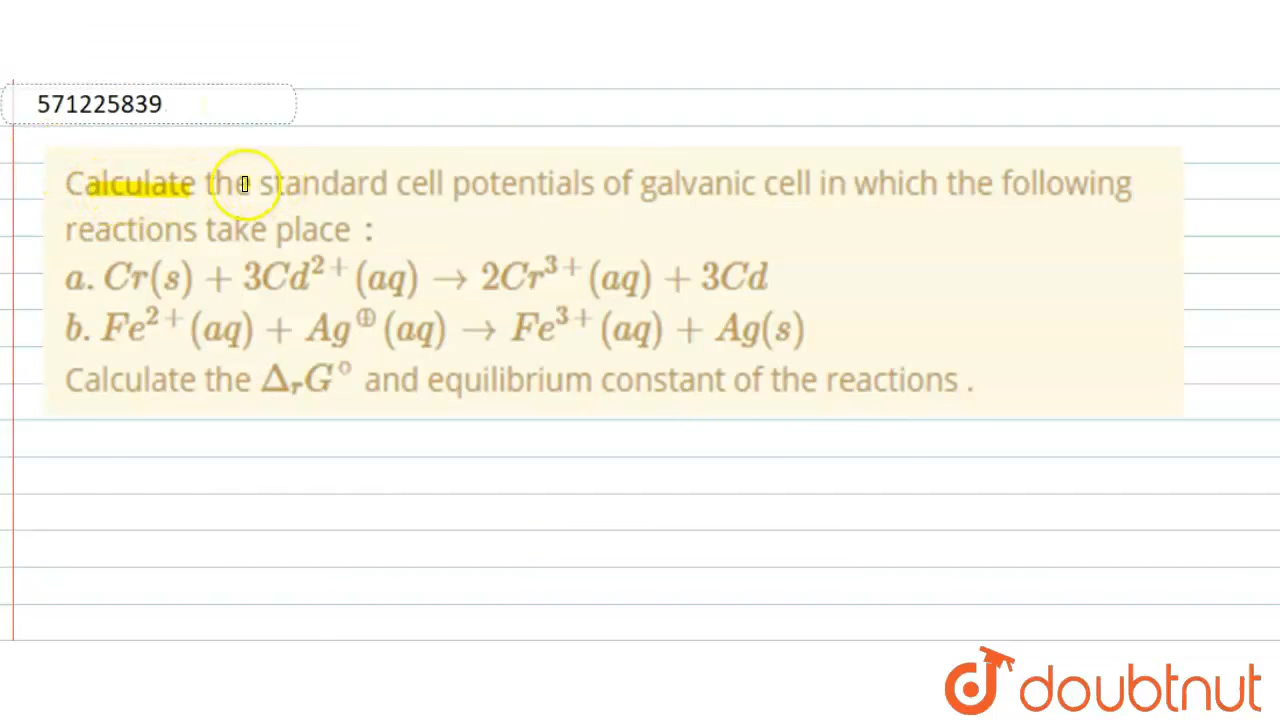 571225839
Calculate the standard cell potentials of galvanic cell in which the following
reactions take place :
a. Cr(s) + 3Cd²⁺(aq) → 2Cr³⁺(aq) + 3Cd
b. Fe²⁺(aq) + Ag^⊕(aq) → Fe³⁺(aq) + Ag(s)
Calculate the ΔᵣG° and equilibrium constant of the reactions .
doubtnut